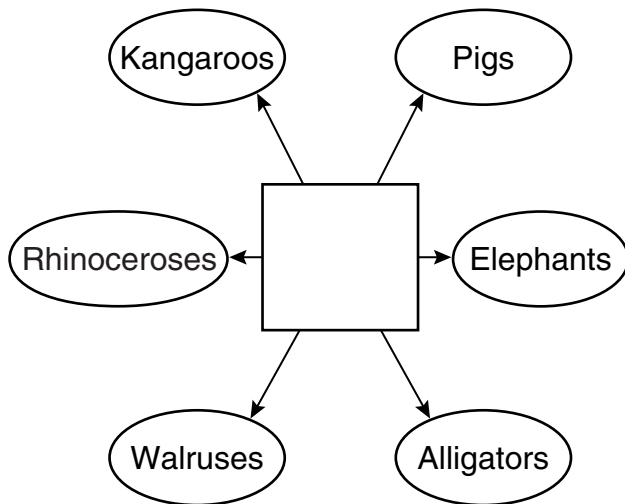 Kangaroos
Pigs
Rhinoceroses
Elephants
Walruses
Alligators